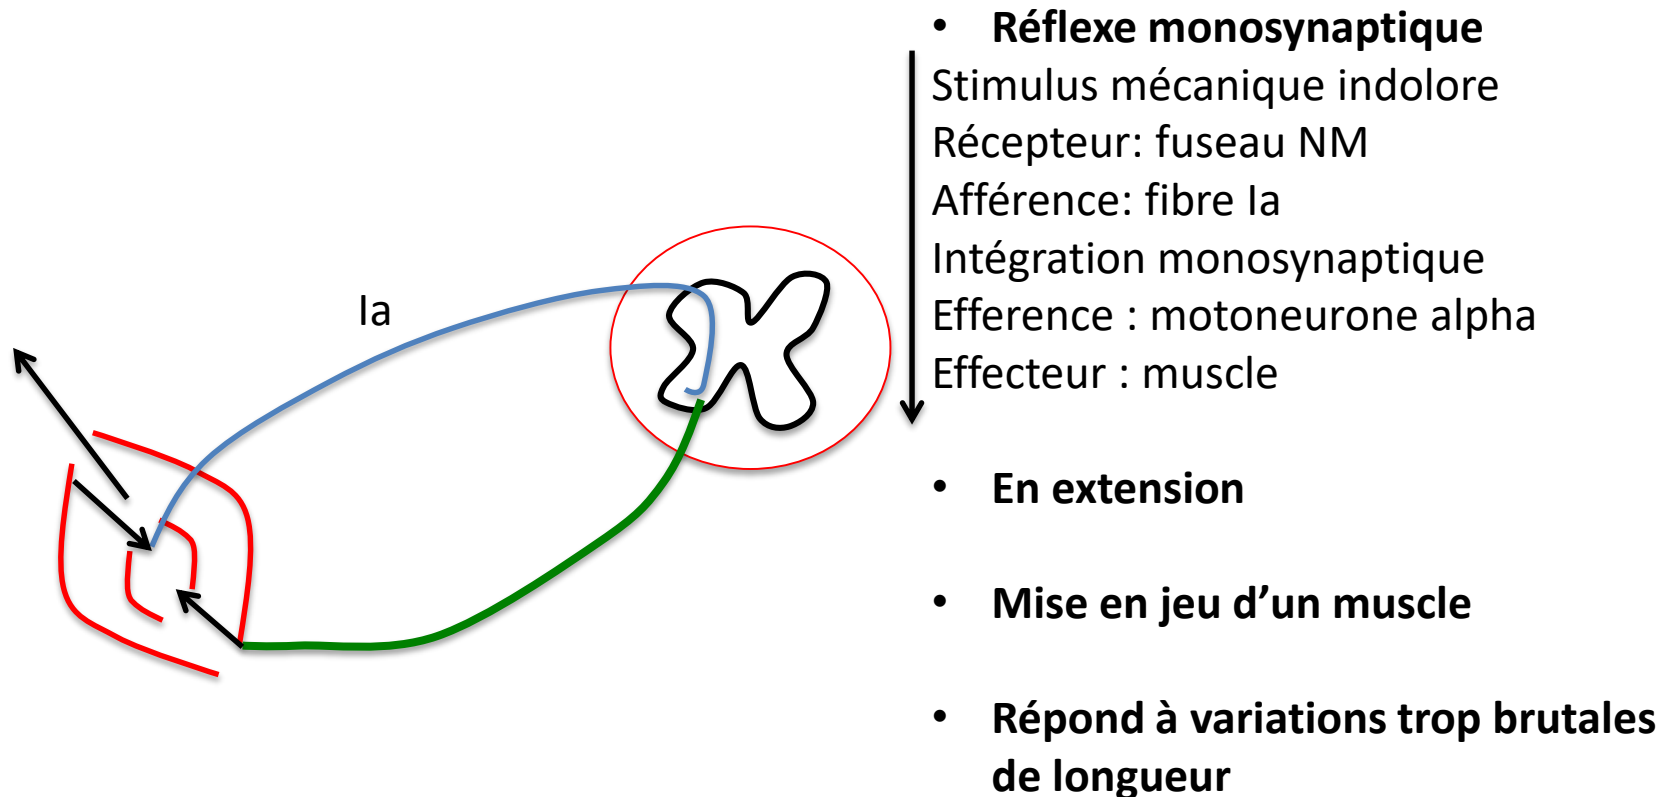 Ia
• Réflexe monosynaptique
Stimulus mécanique indolore
Récepteur: fuseau NM
Afférence: fibre Ia
Intégration monosynaptique
Efference : motoneurone alpha
Effecteur : muscle
• En extension
• Mise en jeu d’un muscle
• Répond à variations trop brutales
de longueur